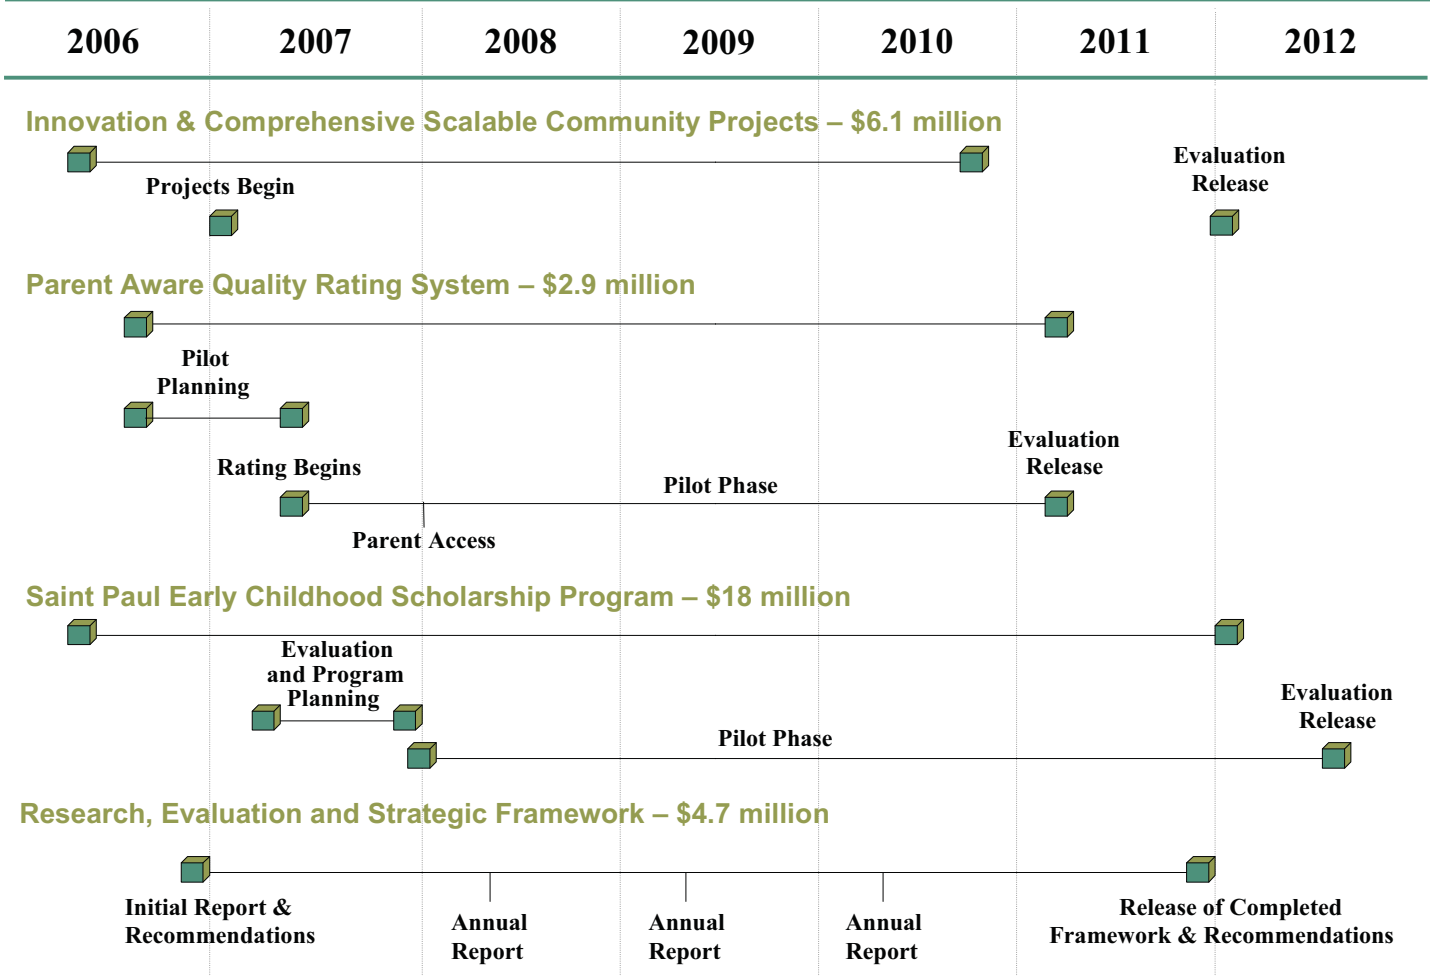 2006 2007 2008 2009 2010 2011 2012
Innovation & Comprehensive Scalable Community Projects – $6.1 million
Projects Begin
Evaluation
Release
Parent Aware Quality Rating System – $2.9 million
Pilot
Planning
Rating Begins
Parent Access
Pilot Phase
Evaluation
Release
Saint Paul Early Childhood Scholarship Program – $18 million
Evaluation
and Program
Planning
Pilot Phase
Evaluation
Release
Research, Evaluation and Strategic Framework – $4.7 million
Initial Report &
Recommendations
Annual
Report
Annual
Report
Annual
Report
Release of Completed
Framework & Recommendations